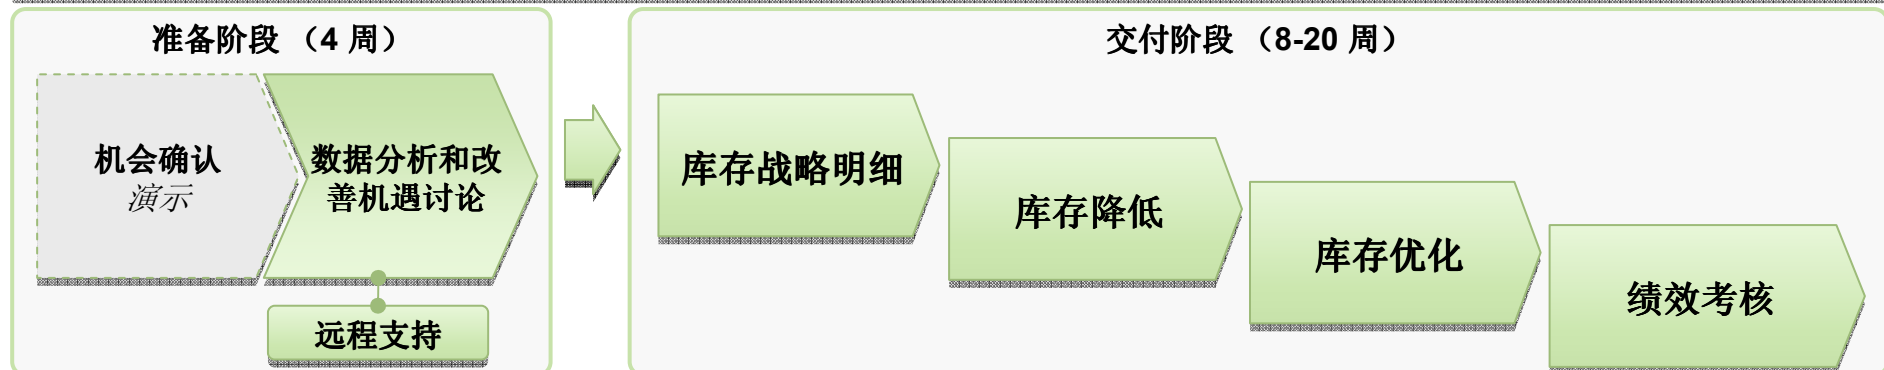 准备阶段 （4 周）
机会确认
演示
数据分析和改
善机遇讨论
远程支持
交付阶段 （8-20 周）
库存战略明细
库存降低
库存优化
绩效考核